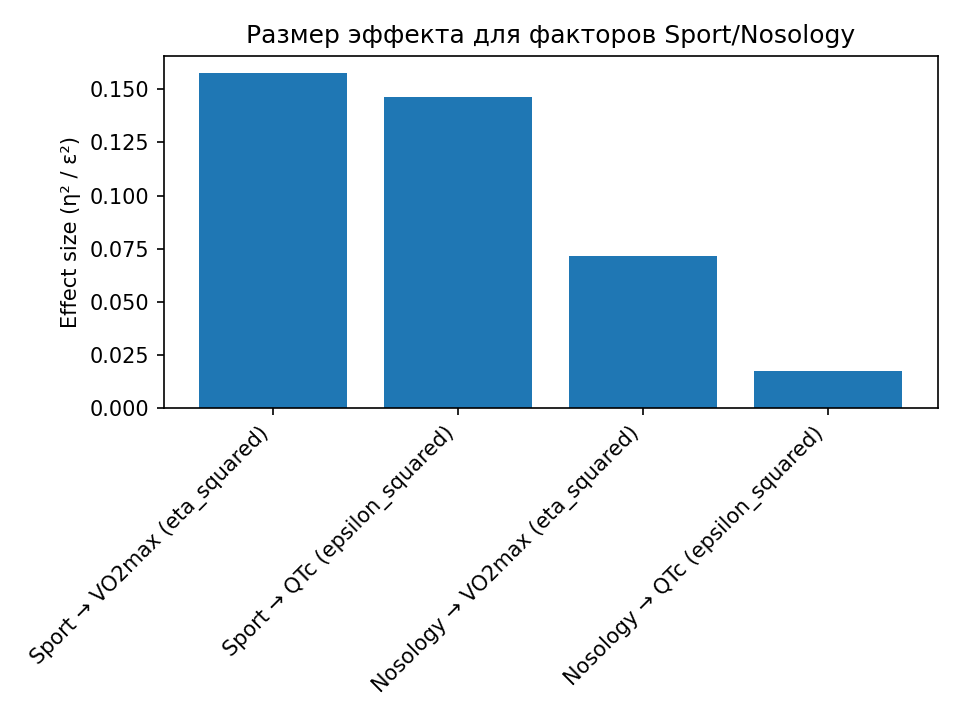 Размер эффекта для факторов Sport/Nosology
Effect size (η² / ε²)
0.150
0.125
0.100
0.075
0.050
0.025
0.000
Sport → VO2max (eta_squared)
Sport → QTc (epsilon_squared)
Nosology → VO2max (eta_squared)
Nosology → QTc (epsilon_squared)